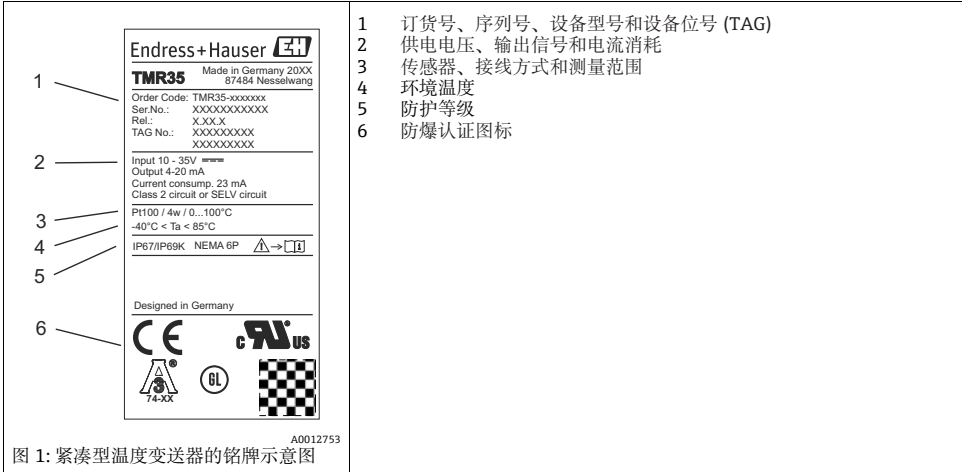 Endress+Hauser EH
TMR35
Made in Germany 20XX
87484 Nesselwang
Order Code: TMR35-xxxxxxx
Ser.No.: XXXXXXXXXXX
Rel.: X.XX.X
TAG No.: XXXXXXXXX
XXXXXXXXX
Input 10 - 35V
Output 4-20 mA
Current consump. 23 mA
Class 2 circuit or SELV circuit
Pt100 / 4w / 0...100°C
-40°C < Ta < 85°C
IP67/IP69K NEMA 6P
Designed in Germany
CE
c RU US
A 3 ®
74-XX
GL
1
2
3
4
5
6
A0012753
图 1: 紧凑型温度变送器的铭牌示意图
1 订货号、序列号、设备型号和设备位号 (TAG)
2 供电电压、输出信号和电流消耗
3 传感器、接线方式和测量范围
4 环境温度
5 防护等级
6 防爆认证图标